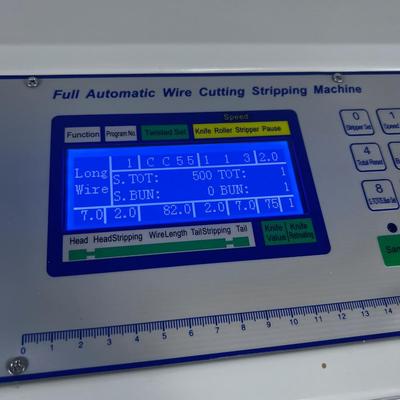 Full Automatic Wire Cutting Stripping Machine
Speed
Function Program No. Twisted Set Knife Roller Stripper Pause
1 C C 5 5 1 1 3 2.0
Long Wire
S.TOT: 500 TOT: 1
S.BUN: 0 BUN: 1
7.0 2.0 82.0 2.0 7.0 75 1
Head HeadStripping WireLength TailStripping Tail
Knife Value Knife Retreating
0 Stripper Set
1
4 Total Reset
8
0 1 2 3 4 5 6 7 8 9 10 11 12 13 14